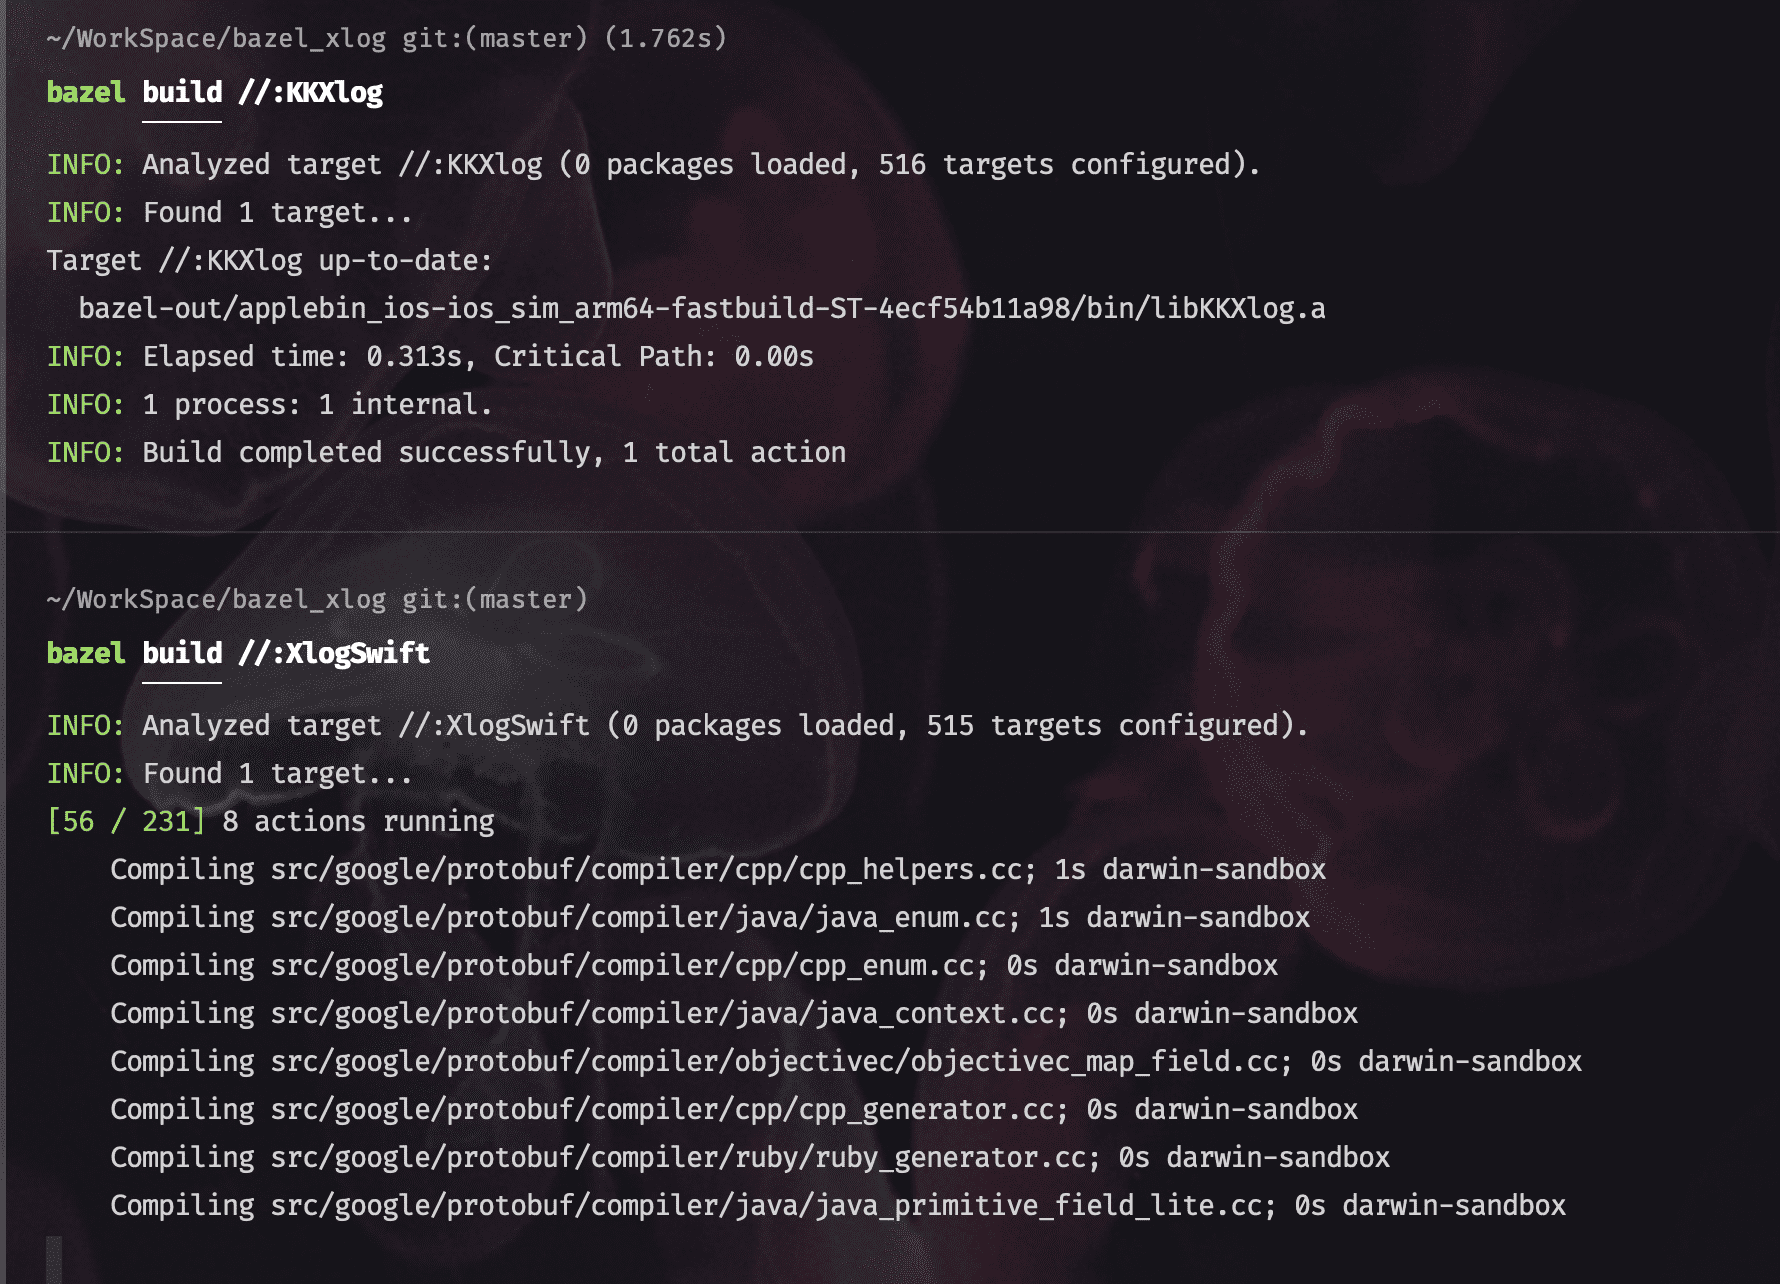 ~/WorkSpace/bazel_xlog git:(master) (1.762s)
bazel build //:KKXlog
INFO: Analyzed target //:KKXlog (0 packages loaded, 516 targets configured).
INFO: Found 1 target...
Target //:KKXlog up-to-date:
  bazel-out/applebin_ios-ios_sim_arm64-fastbuild-ST-4ecf54b11a98/bin/libKKXlog.a
INFO: Elapsed time: 0.313s, Critical Path: 0.00s
INFO: 1 process: 1 internal.
INFO: Build completed successfully, 1 total action
~/WorkSpace/bazel_xlog git:(master)
bazel build //:XlogSwift
INFO: Analyzed target //:XlogSwift (0 packages loaded, 515 targets configured).
INFO: Found 1 target...
[56 / 231] 8 actions running
    Compiling src/google/protobuf/compiler/cpp/cpp_helpers.cc; 1s darwin-sandbox
    Compiling src/google/protobuf/compiler/java/java_enum.cc; 1s darwin-sandbox
    Compiling src/google/protobuf/compiler/cpp/cpp_enum.cc; 0s darwin-sandbox
    Compiling src/google/protobuf/compiler/java/java_context.cc; 0s darwin-sandbox
    Compiling src/google/protobuf/compiler/objectivec/objectivec_map_field.cc; 0s darwin-sandbox
    Compiling src/google/protobuf/compiler/cpp/cpp_generator.cc; 0s darwin-sandbox
    Compiling src/google/protobuf/compiler/ruby/ruby_generator.cc; 0s darwin-sandbox
    Compiling src/google/protobuf/compiler/java/java_primitive_field_lite.cc; 0s darwin-sandbox